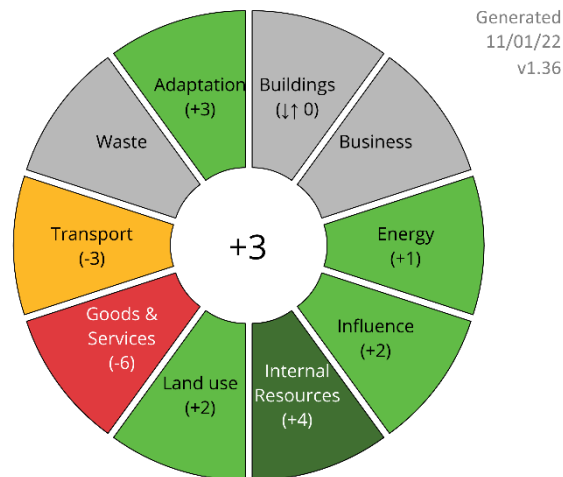 Generated
11/01/22
v1.36
Adaptation
(+3)
Buildings
(↓↑ 0)
Waste
Business
Transport
(-3)
+3
Energy
(+1)
Goods &
Services
(-6)
Influence
(+2)
Land use
(+2)
Internal
Resources
(+4)